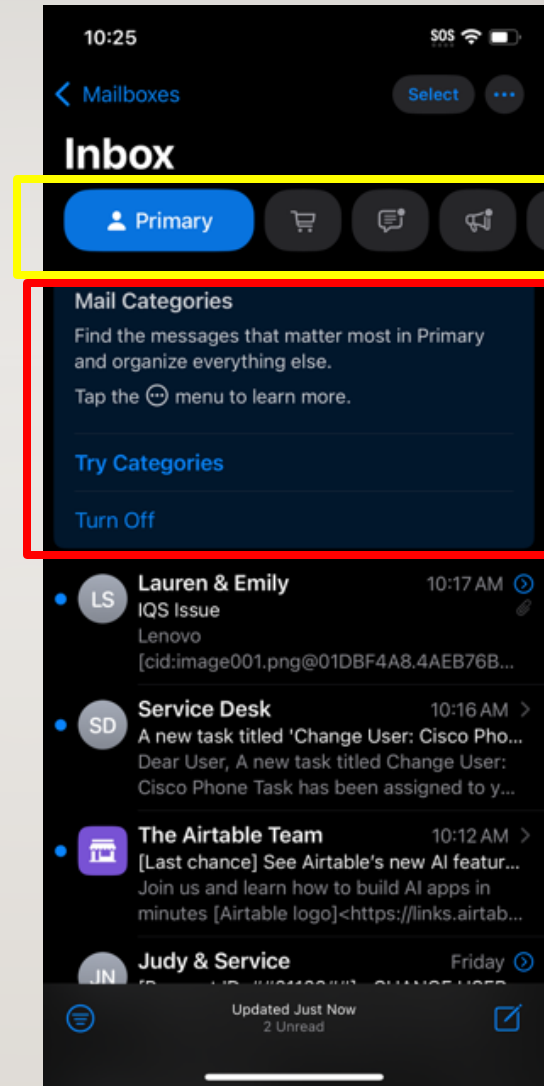 10:25 SOS
Mailboxes Select
Inbox
Primary
Mail Categories
Find the messages that matter most in Primary
and organize everything else.
Tap the menu to learn more.
Try Categories
Turn Off
LS Lauren & Emily 10:17 AM
IQS Issue
Lenovo
[cid:image001.png@01DBF4A8.4AEB76B...
SD Service Desk 10:16 AM
A new task titled 'Change User: Cisco Pho...
Dear User, A new task titled Change User:
Cisco Phone Task has been assigned to y...
The Airtable Team 10:12 AM
[Last chance] See Airtable's new AI featur...
Join us and learn how to build AI apps in
minutes [Airtable logo]<https://links.airtab...
JN Judy & Service Friday
Updated Just Now
2 Unread